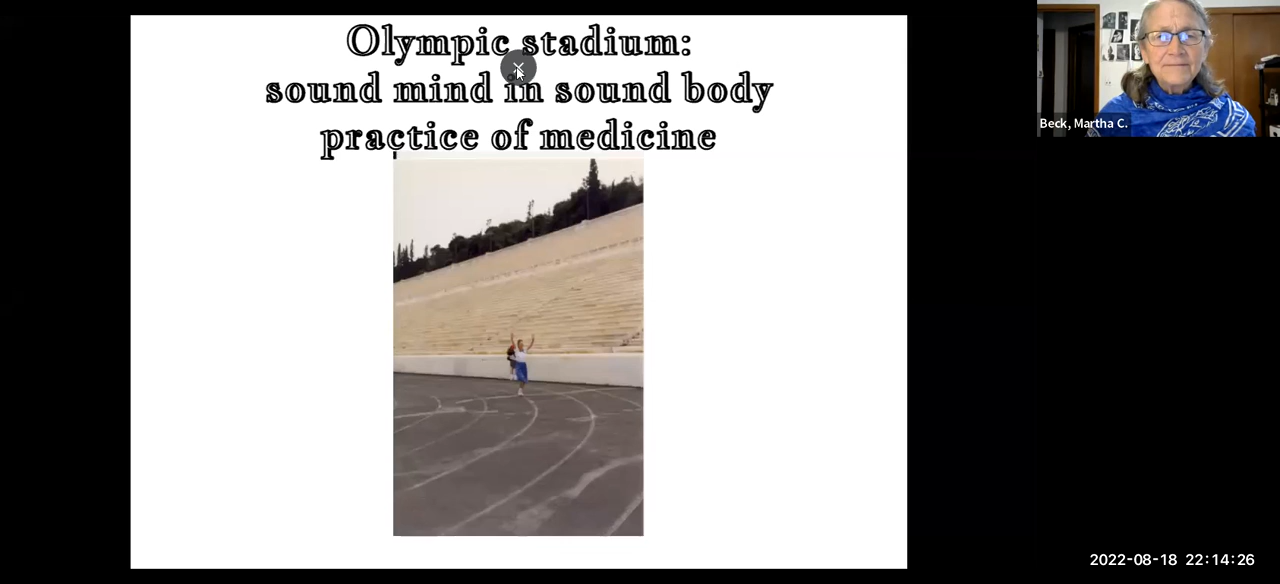 Olympic stadium:
sound mind in sound body
practice of medicine
Beck, Martha C.
2022-08-18 22:14:26